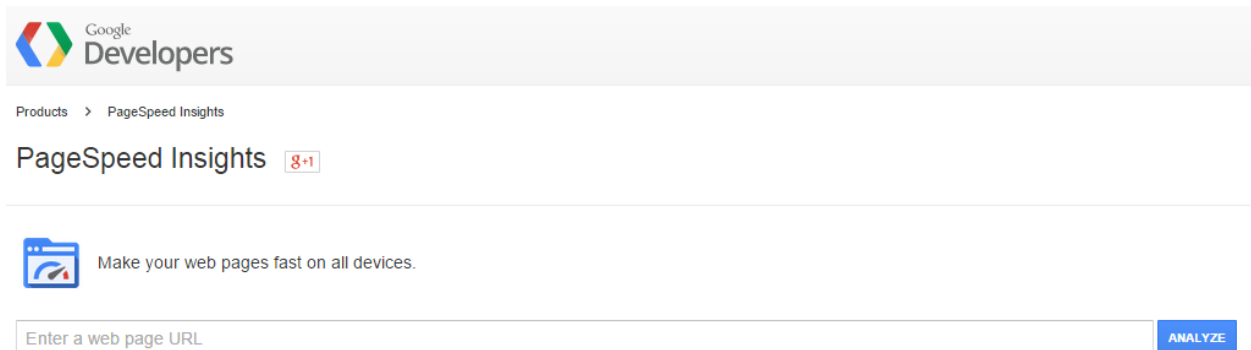 Google
Developers
Products > PageSpeed Insights
PageSpeed Insights g+1
Make your web pages fast on all devices.
Enter a web page URL
ANALYZE